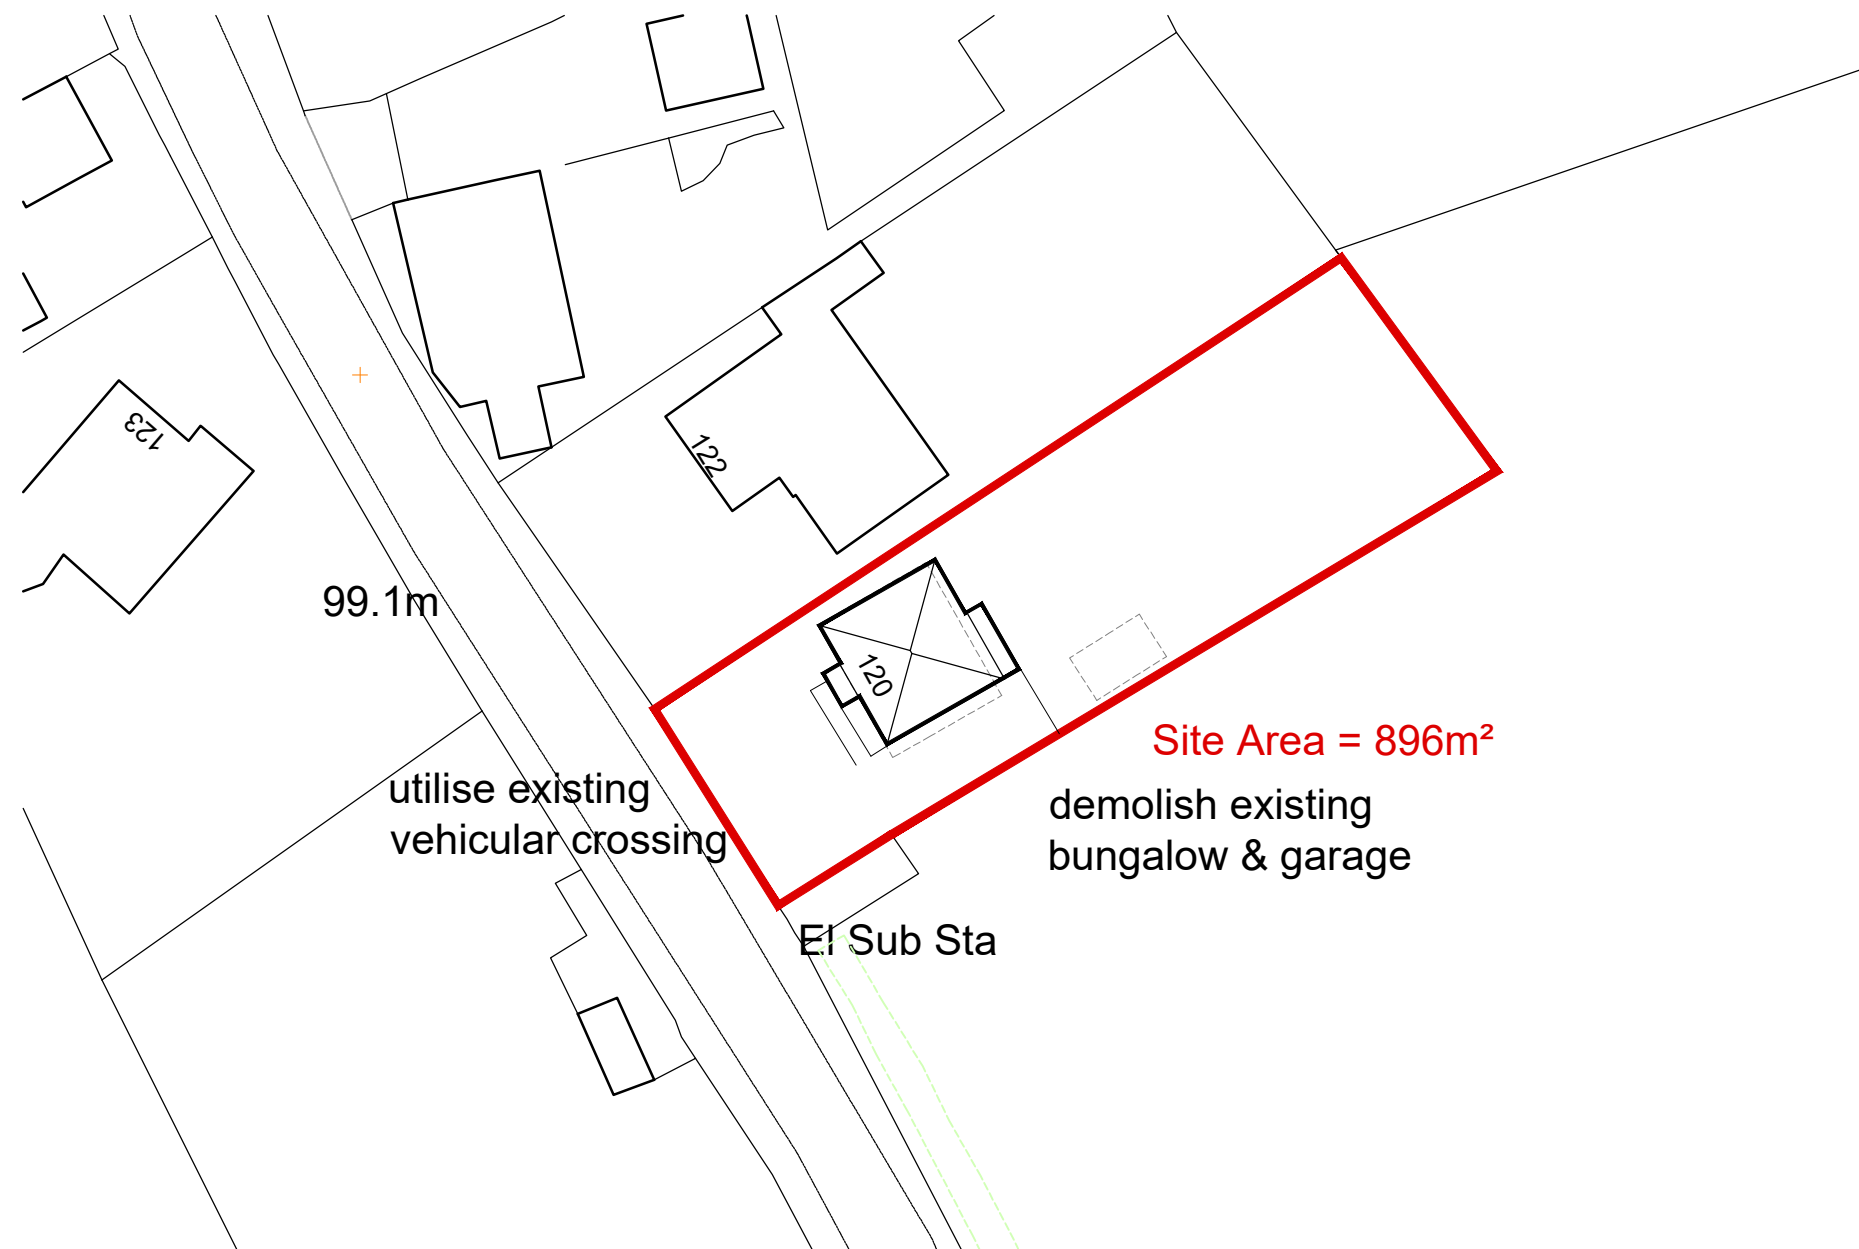 123
122
99.1m
120
Site Area = 896m²
utilise existing
vehicular crossing
demolish existing
bungalow & garage
El Sub Sta